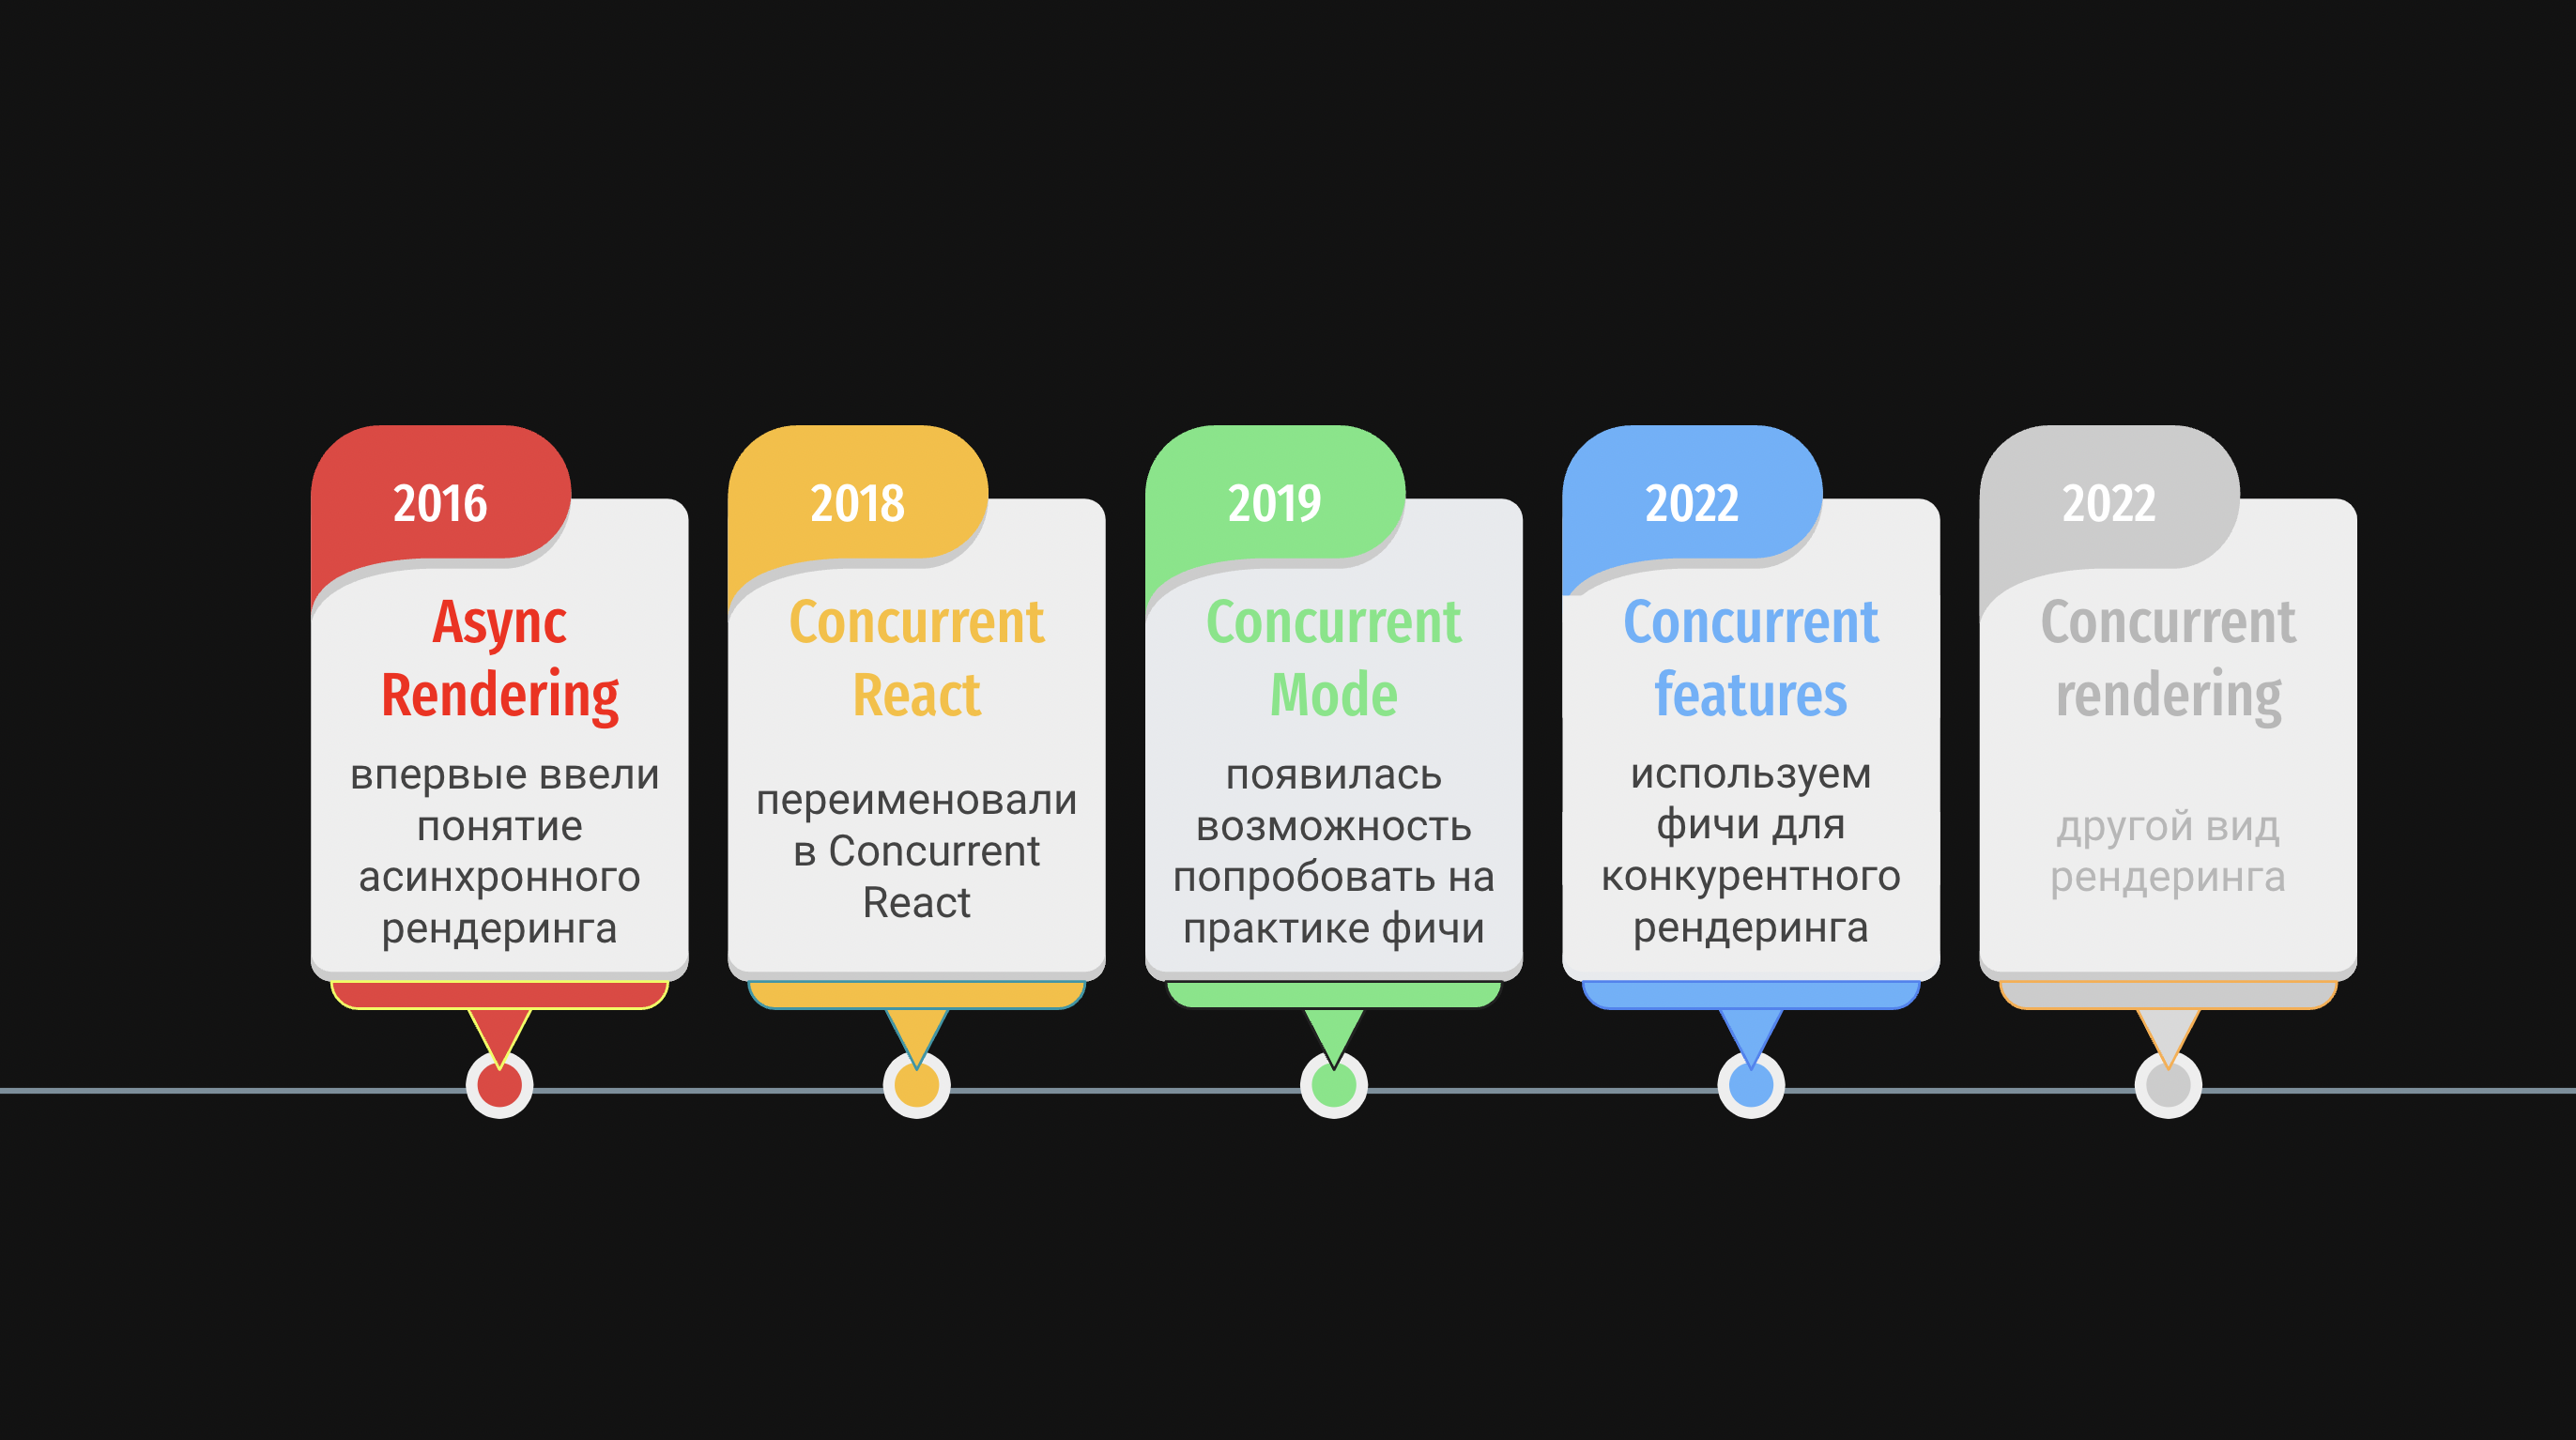 2016
Async
Rendering
впервые ввели
понятие
асинхронного
рендеринга
2018
Concurrent
React
переименовали
в Concurrent
React
2019
Concurrent
Mode
появилась
возможность
попробовать на
практике фичи
2022
Concurrent
features
используем
фичи для
конкурентного
рендеринга
2022
Concurrent
rendering
другой вид
рендеринга